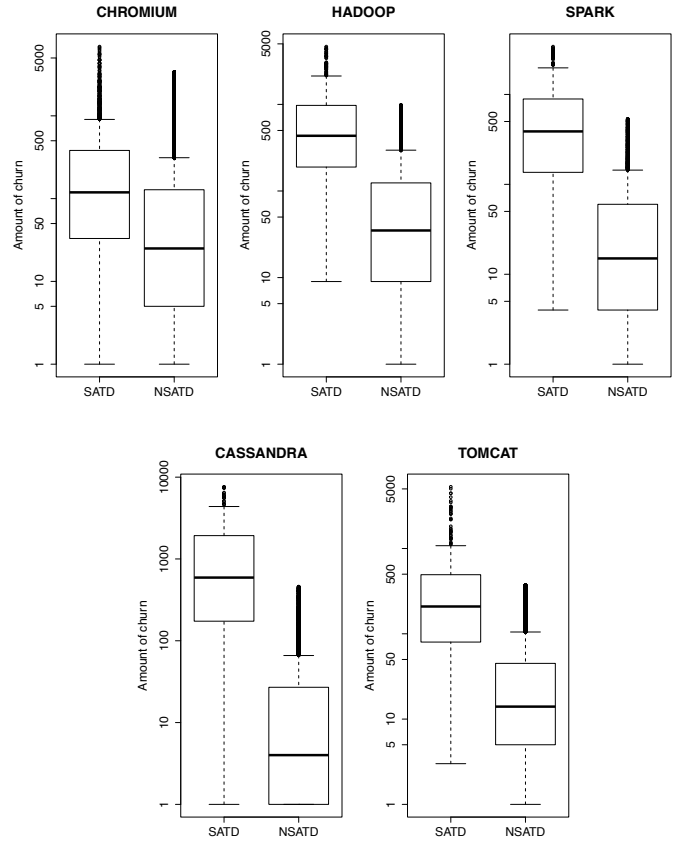 CHROMIUM
Amount of churn
5000
500
50
10
5
1
SATD NSATD
HADOOP
Amount of churn
5000
500
50
10
5
1
SATD NSATD
SPARK
Amount of churn
500
50
10
5
1
SATD NSATD
CASSANDRA
Amount of churn
10000
1000
100
10
1
SATD NSATD
TOMCAT
Amount of churn
5000
500
50
10
5
1
SATD NSATD